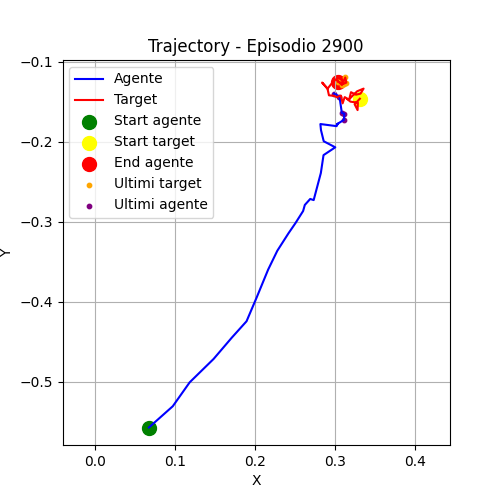 Trajectory - Episodio 2900
−0.1
−0.2
−0.3
−0.4
−0.5
Y
Agente
Target
Start agente
Start target
End agente
Ultimi target
Ultimi agente
0.0 0.1 0.2 0.3 0.4
X